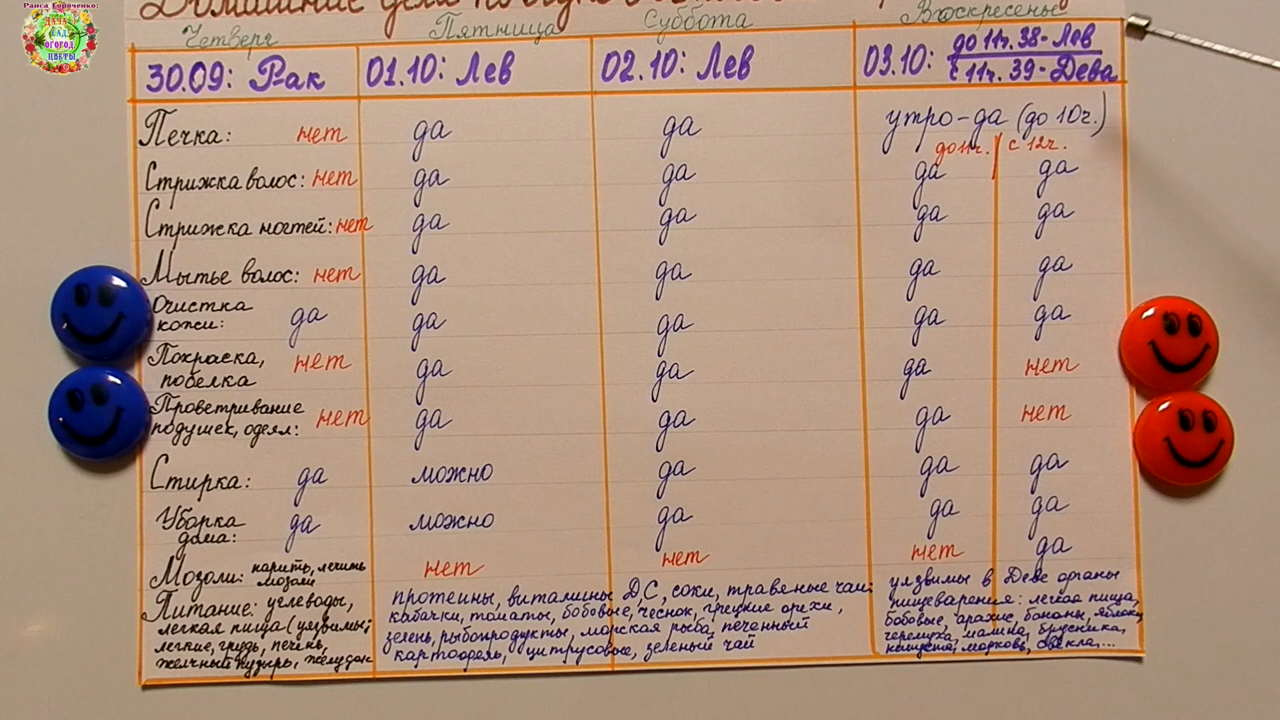 Раиса Горяченко:
ДАЧА
САД
ОГОРОД
ЦВЕТЫ
Домашние дела
Четверг Пятница Суббота Воскресенье
30.09: Рак 01.10: Лев 02.10: Лев 03.10: до 11ч.38-Лев
с 11ч.39-Дева
Печка: нет да да утро-да (до 10ч.)
до 11ч. с 12ч.
Стрижка волос: нет да да да да
Стрижка ногтей: нет да да да да
Мытье волос: нет да да да да
Очистка
кожи: да да да да да
Покраска,
побелка нет да да да нет
Проветривание
подушек, одеял: нет да да да нет
Стирка: да можно да да да
Уборка
дома: да можно да да да
Мозоли: парить, лечить
мозоли нет нет нет да
Питание: углеводы,
легкая пища (уязвимы:
легкие, грудь, печень,
желчный пузырь, желудок
протеины, витамины Д,С, соки, травяные чаи:
кабачки, томаты, бобовые, чеснок, грецкие орехи,
зелень, рыбопродукты, морская рыба, печенный
картофель, цитрусовые, зеленый чай
уязвимы в Деве органы
пищеварения: легкая пища,
бобовые, арахис, бананы, яблоки,
черемуха, малина, брусника,
капуста, морковь, свекла,...